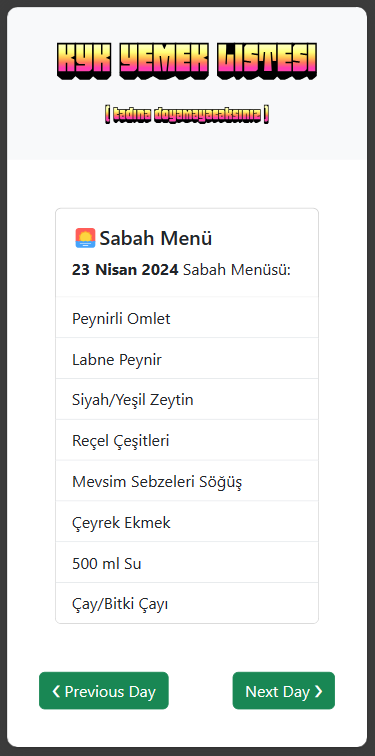 KYK YEMEK LISTESI
[ tadına doyamayacaksınız ]
Sabah Menü
23 Nisan 2024 Sabah Menüsü:
Peynirli Omlet
Labne Peynir
Siyah/Yeşil Zeytin
Reçel Çeşitleri
Mevsim Sebzeleri Söğüş
Çeyrek Ekmek
500 ml Su
Çay/Bitki Çayı
❮ Previous Day
Next Day ❯